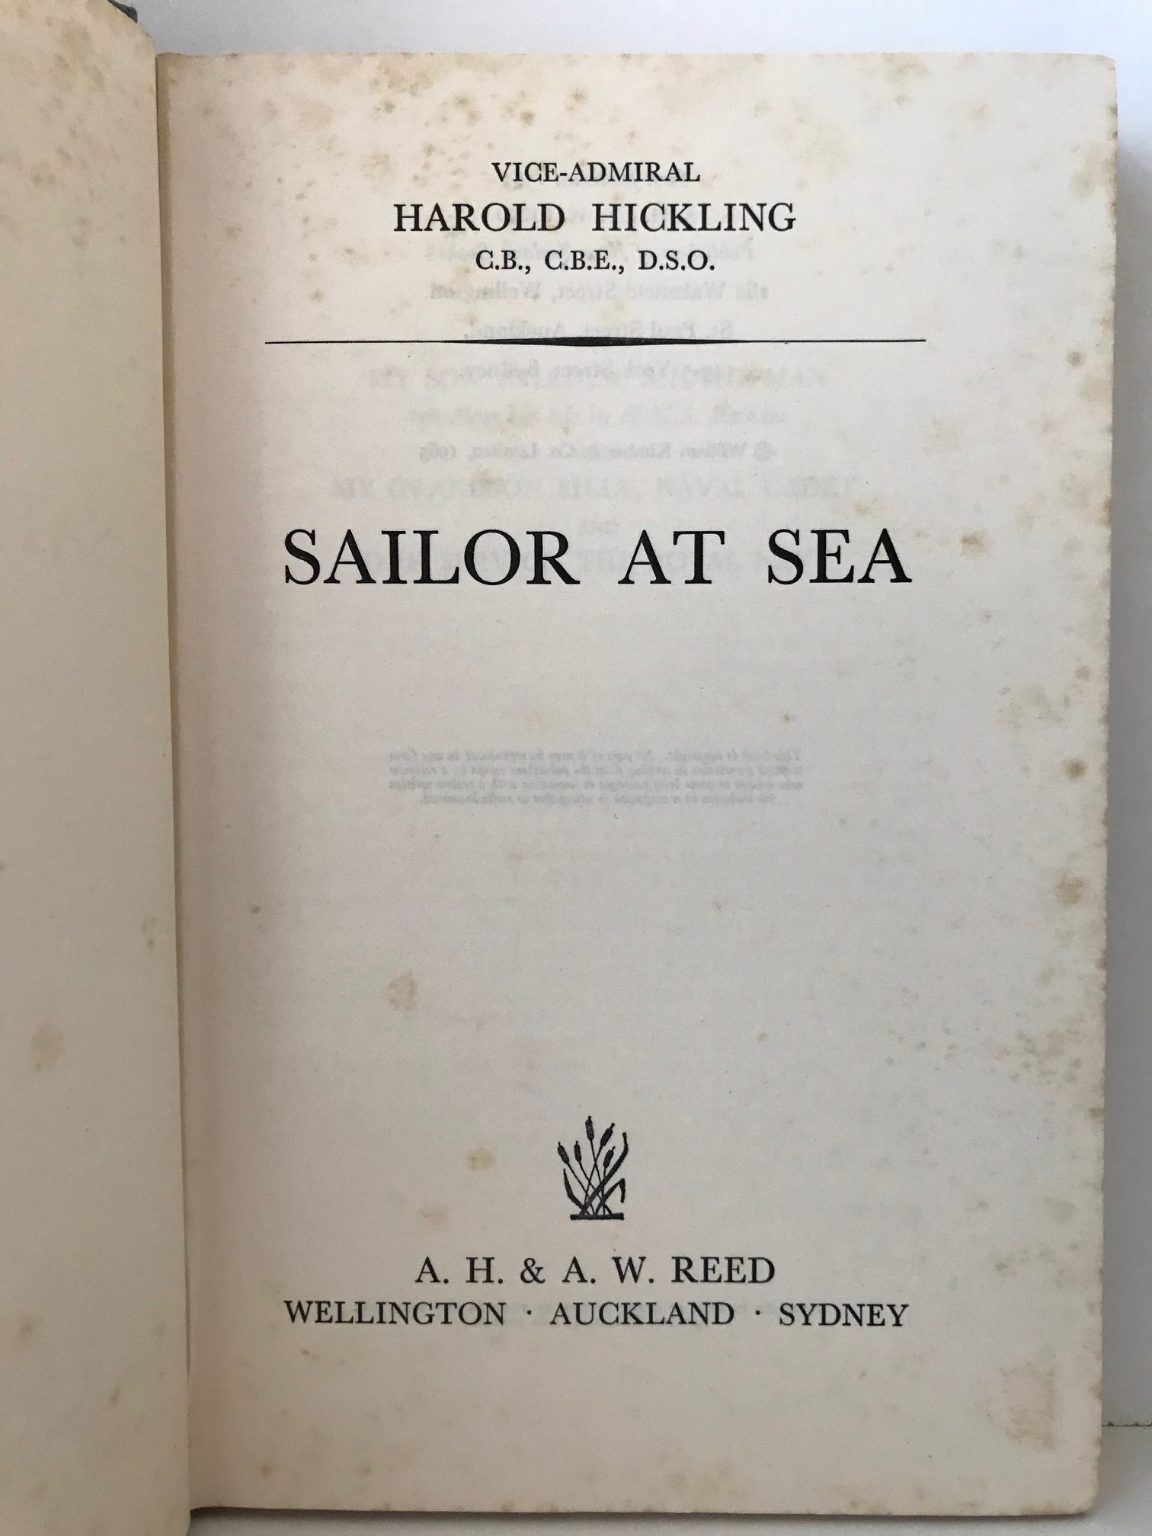 VICE-ADMIRAL
HAROLD HICKLING
C.B., C.B.E., D.S.O.
SAILOR AT SEA
A. H. & A. W. REED
WELLINGTON · AUCKLAND · SYDNEY